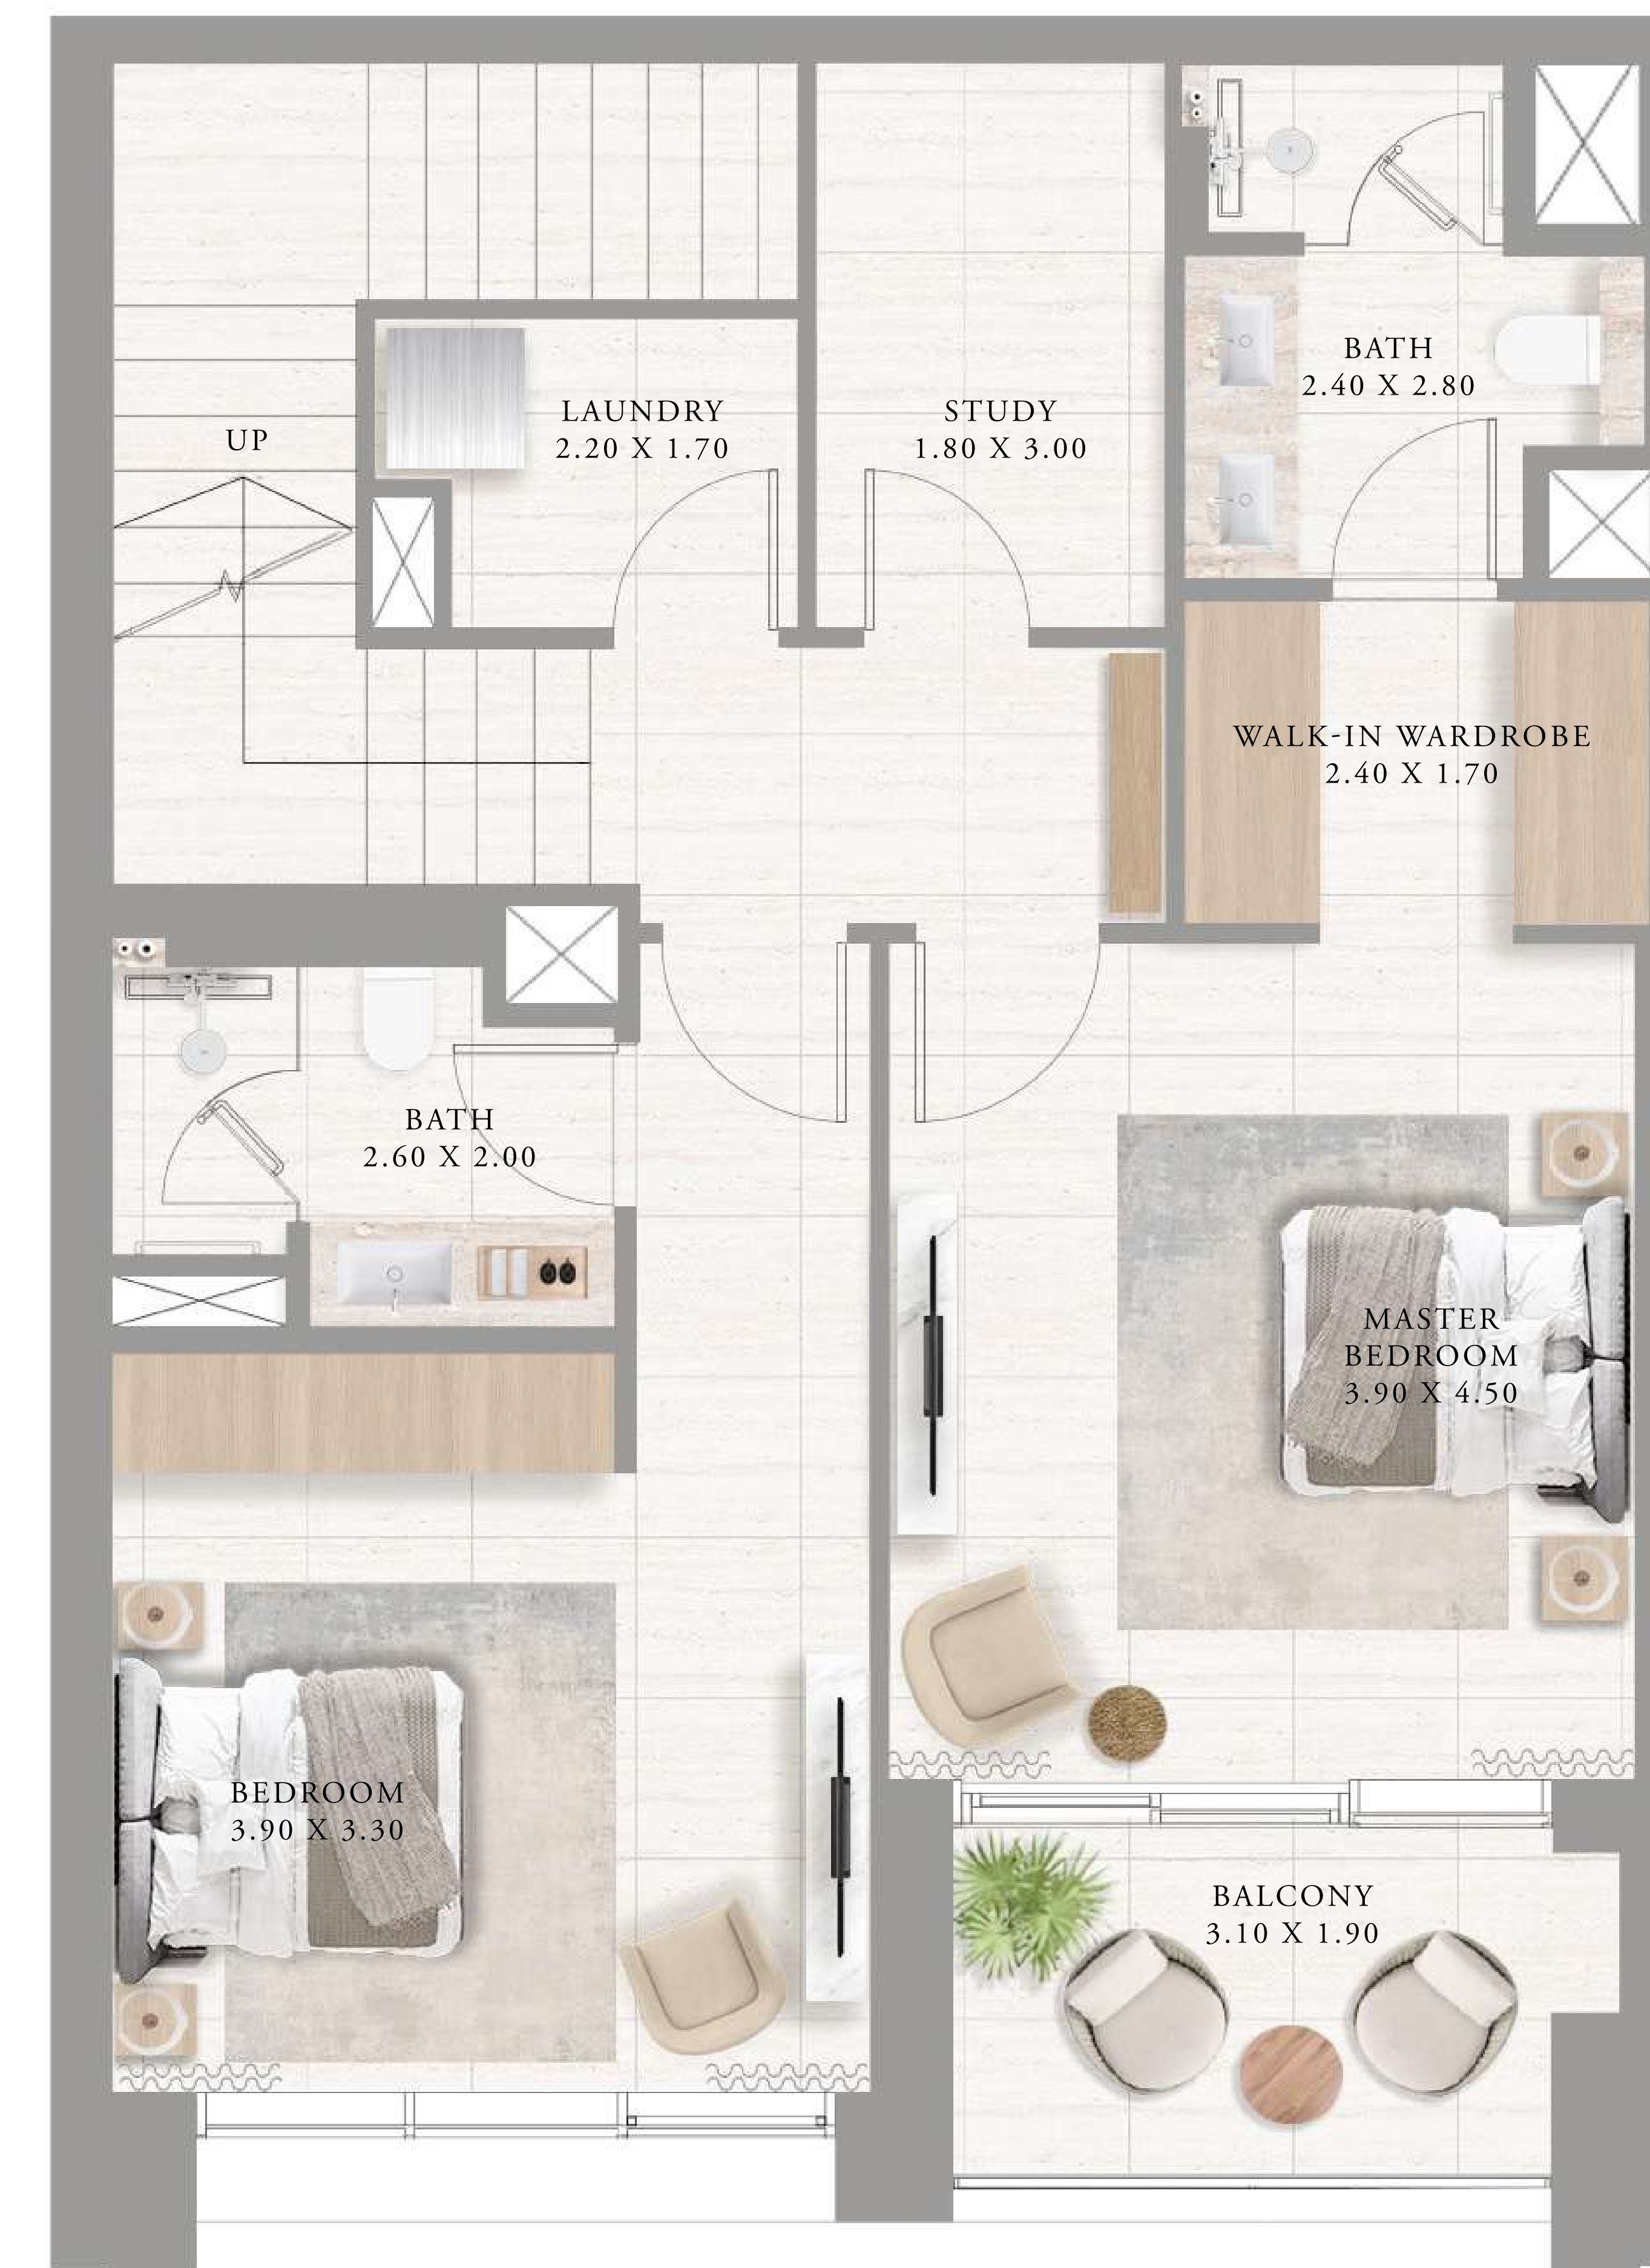 BATH
2.40 X 2.80
LAUNDRY
2.20 X 1.70
STUDY
1.80 X 3.00
UP
WALK-IN WARDROBE
2.40 X 1.70
BATH
2.60 X 2.00
MASTER
BEDROOM
3.90 X 4.50
BEDROOM
3.90 X 3.30
BALCONY
3.10 X 1.90